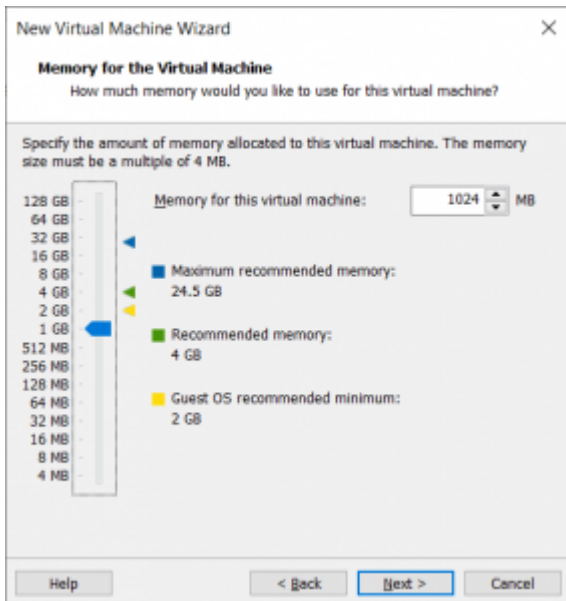 New Virtual Machine Wizard
Memory for the Virtual Machine
How much memory would you like to use for this virtual machine?
Specify the amount of memory allocated to this virtual machine. The memory
size must be a multiple of 4 MB.
Memory for this virtual machine: 1024 MB
128 GB
64 GB
32 GB
16 GB
8 GB
4 GB
2 GB
1 GB
512 MB
256 MB
128 MB
64 MB
32 MB
16 MB
8 MB
4 MB
Maximum recommended memory:
24.5 GB
Recommended memory:
4 GB
Guest OS recommended minimum:
2 GB
Help
< Back
Next >
Cancel